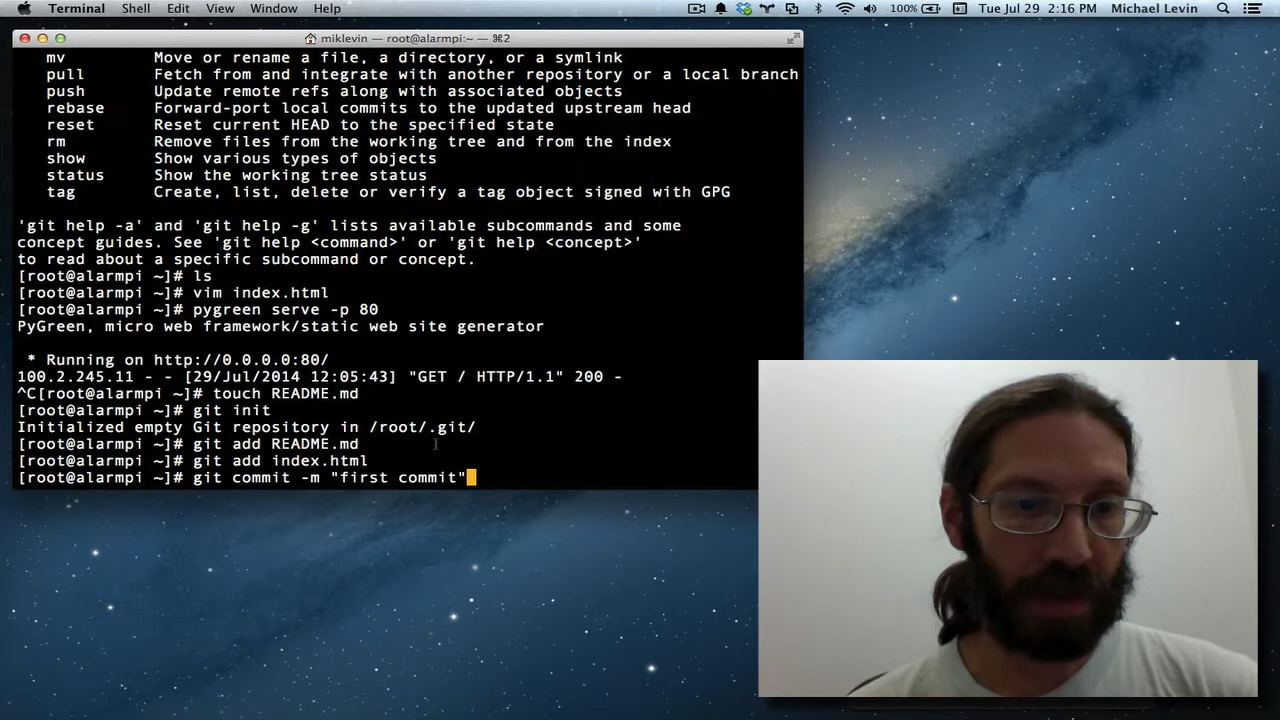 Terminal Shell Edit View Window Help 100% Tue Jul 29 2:16 PM Michael Levin
miklevin — root@alarmpi:~ — ⌘2
mv Move or rename a file, a directory, or a symlink
pull Fetch from and integrate with another repository or a local branch
push Update remote refs along with associated objects
rebase Forward-port local commits to the updated upstream head
reset Reset current HEAD to the specified state
rm Remove files from the working tree and from the index
show Show various types of objects
status Show the working tree status
tag Create, list, delete or verify a tag object signed with GPG
'git help -a' and 'git help -g' lists available subcommands and some
concept guides. See 'git help <command>' or 'git help <concept>'
to read about a specific subcommand or concept.
[root@alarmpi ~]# ls
[root@alarmpi ~]# vim index.html
[root@alarmpi ~]# pygreen serve -p 80
PyGreen, micro web framework/static web site generator
* Running on http://0.0.0.0:80/
100.2.245.11 - - [29/Jul/2014 12:05:43] "GET / HTTP/1.1" 200 -
^C[root@alarmpi ~]# touch README.md
[root@alarmpi ~]# git init
Initialized empty Git repository in /root/.git/
[root@alarmpi ~]# git add README.md
[root@alarmpi ~]# git add index.html
[root@alarmpi ~]# git commit -m "first commit"